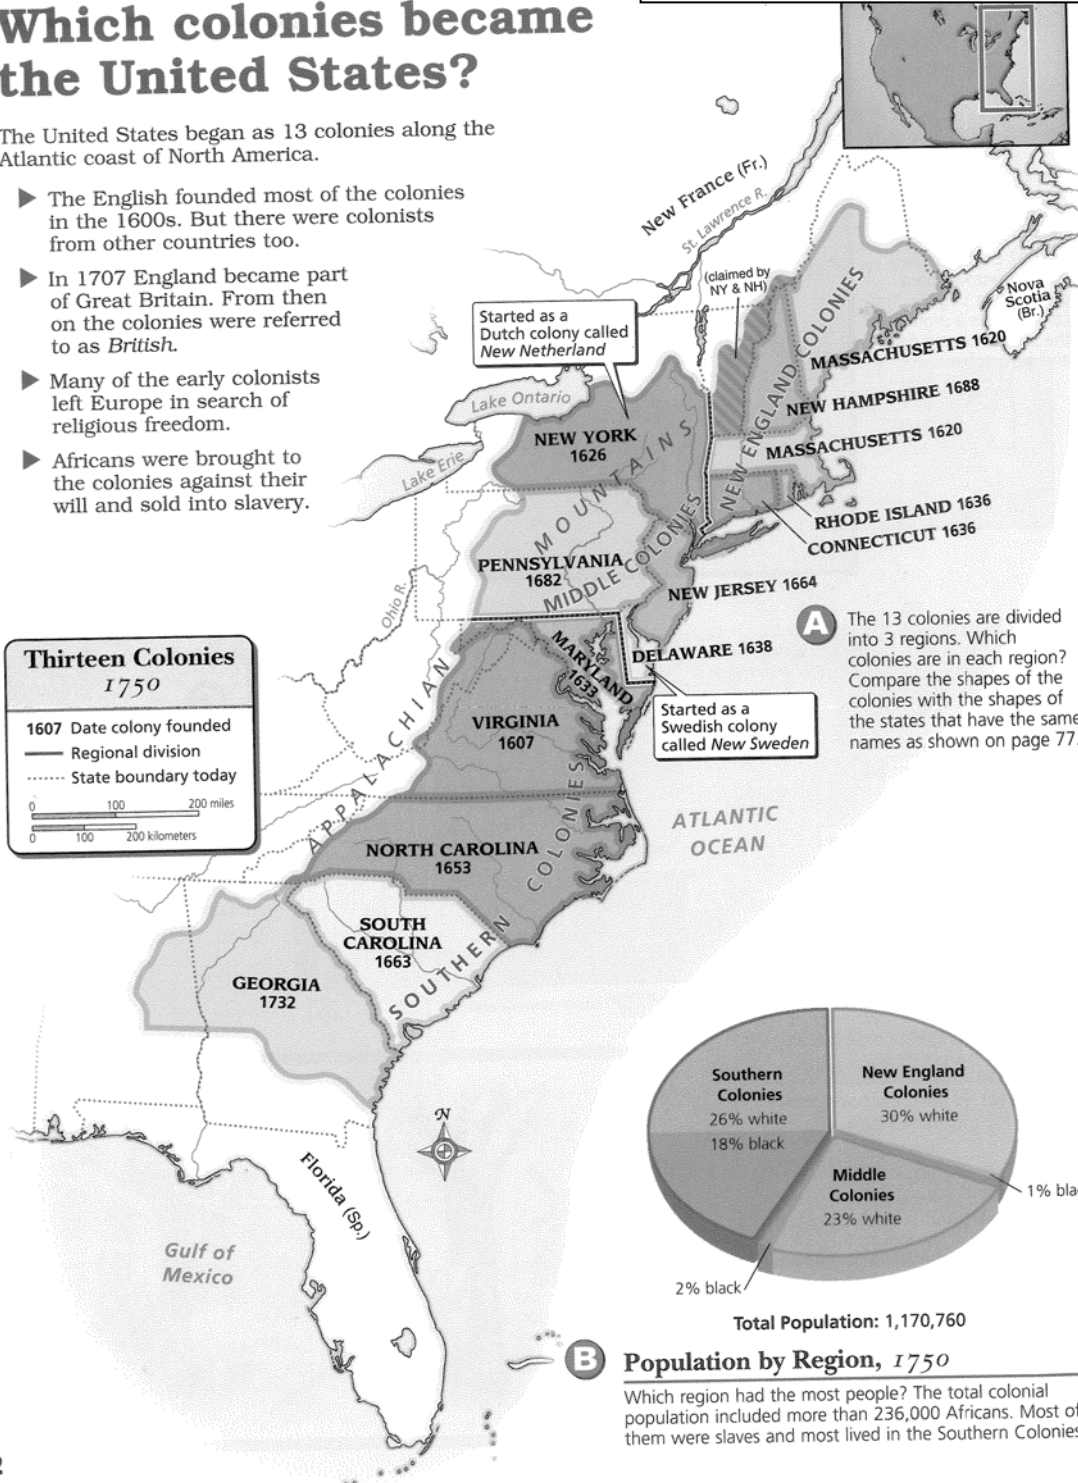 Which colonies became
the United States?
The United States began as 13 colonies along the
Atlantic coast of North America.
▶ The English founded most of the colonies
in the 1600s. But there were colonists
from other countries too.
▶ In 1707 England became part
of Great Britain. From then
on the colonies were referred
to as British.
▶ Many of the early colonists
left Europe in search of
religious freedom.
▶ Africans were brought to
the colonies against their
will and sold into slavery.
New France (Fr.)
St. Lawrence R.
(claimed by
NY & NH)
Nova
Scotia
(Br.)
Started as a
Dutch colony called
New Netherland
Lake Ontario
Lake Erie
NEW YORK
1626
NEW ENGLAND COLONIES
MASSACHUSETTS 1620
NEW HAMPSHIRE 1688
MASSACHUSETTS 1620
RHODE ISLAND 1636
CONNECTICUT 1636
APPALACHIAN MOUNTAINS
MIDDLE COLONIES
PENNSYLVANIA
1682
Ohio R.
NEW JERSEY 1664
DELAWARE 1638
MARYLAND
1633
Started as a
Swedish colony
called New Sweden
VIRGINIA
1607
A
The 13 colonies are divided
into 3 regions. Which
colonies are in each region?
Compare the shapes of the
colonies with the shapes of
the states that have the same
names as shown on page 77.
Thirteen Colonies
1750
1607 Date colony founded
Regional division
State boundary today
0 100 200 miles
0 100 200 kilometers
ATLANTIC
OCEAN
NORTH CAROLINA
1653
SOUTHERN COLONIES
SOUTH
CAROLINA
1663
GEORGIA
1732
N
Florida (Sp.)
Gulf of
Mexico
Southern
Colonies
26% white
18% black
New England
Colonies
30% white
1% bla
Middle
Colonies
23% white
2% black
Total Population: 1,170,760
B
Population by Region, 1750
Which region had the most people? The total colonial
population included more than 236,000 Africans. Most of
them were slaves and most lived in the Southern Colonies